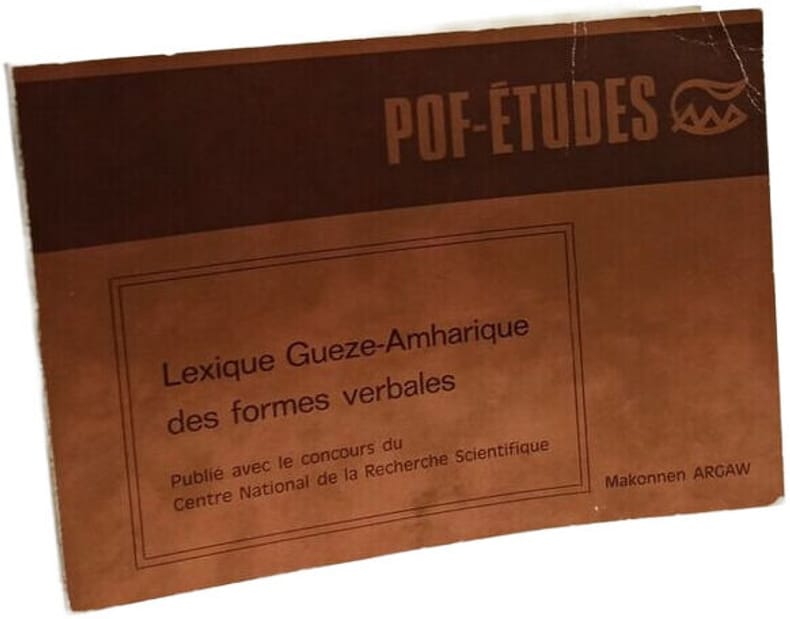 POF-ÉTUDES
Lexique Gueze-Amharique
des formes verbales
Publié avec le concours du
Centre National de la Recherche Scientifique
Makonnen ARGAW